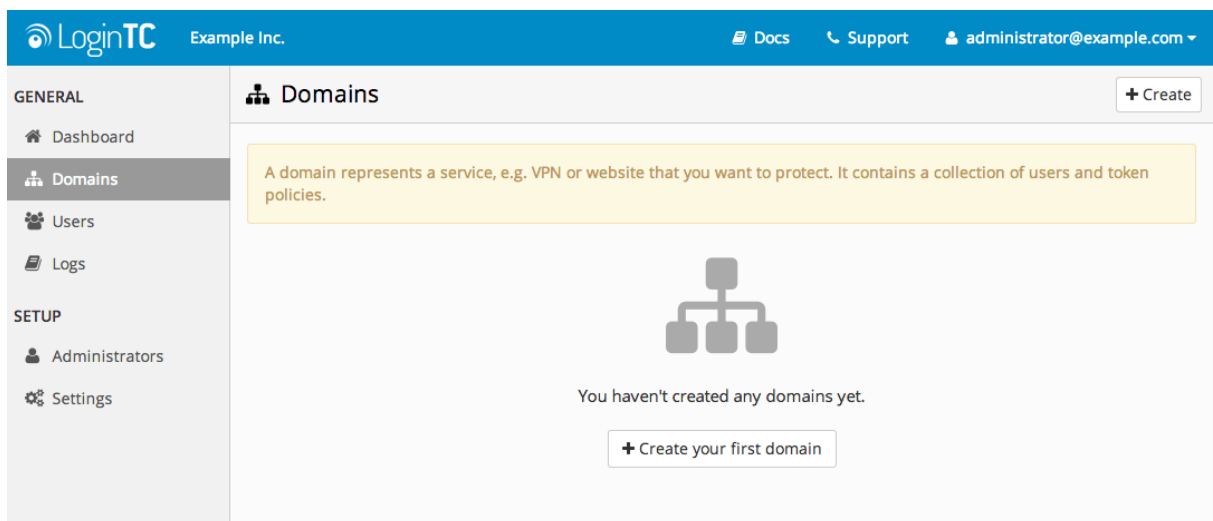 LoginTC Example Inc. Docs Support administrator@example.com
GENERAL
Dashboard
Domains
Users
Logs
SETUP
Administrators
Settings
Domains
+ Create
A domain represents a service, e.g. VPN or website that you want to protect. It contains a collection of users and token
policies.
You haven't created any domains yet.
+ Create your first domain